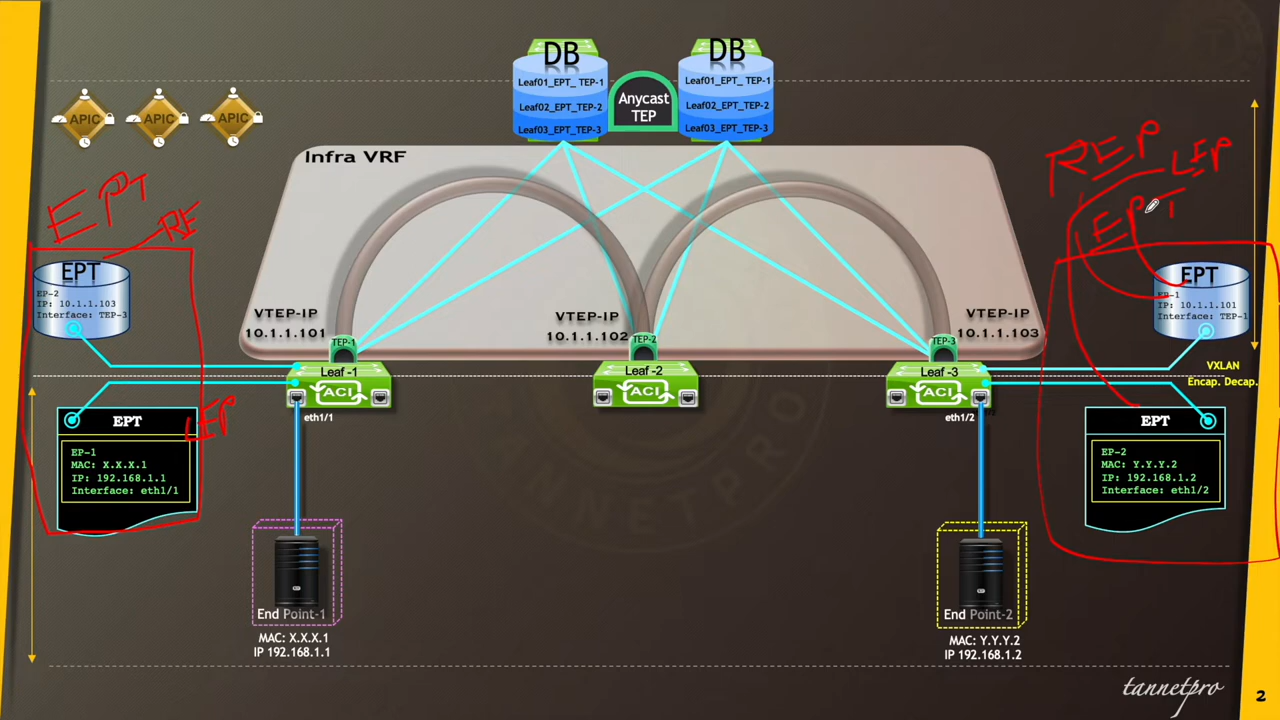 DB
Leaf01_EPT_ TEP-1
Leaf02_EPT_TEP-2
Leaf03_EPT_TEP-3
Anycast
TEP
DB
Leaf01_EPT_ TEP-1
Leaf02_EPT_TEP-2
Leaf03_EPT_TEP-3
APIC
APIC
APIC
Infra VRF
EPT
RE
REP
LEP
EPT
EPT
EP-2
IP: 10.1.1.103
Interface: TEP-3
EPT
EP-1
IP: 10.1.1.101
Interface: TEP-1
VTEP-IP
10.1.1.101
VTEP-IP
10.1.1.102
VTEP-IP
10.1.1.103
TEP-1
TEP-2
TEP-3
Leaf -1
ACI
Leaf -2
ACI
Leaf -3
ACI
VXLAN
Encap. Decap.
eth1/1
eth1/2
LEP
EPT
EP-1
MAC: X.X.X.1
IP: 192.168.1.1
Interface: eth1/1
EPT
EP-2
MAC: Y.Y.Y.2
IP: 192.168.1.2
Interface: eth1/2
End Point-1
MAC: X.X.X.1
IP 192.168.1.1
End Point-2
MAC: Y.Y.Y.2
IP 192.168.1.2
TANNETPRO
tannetpro
2